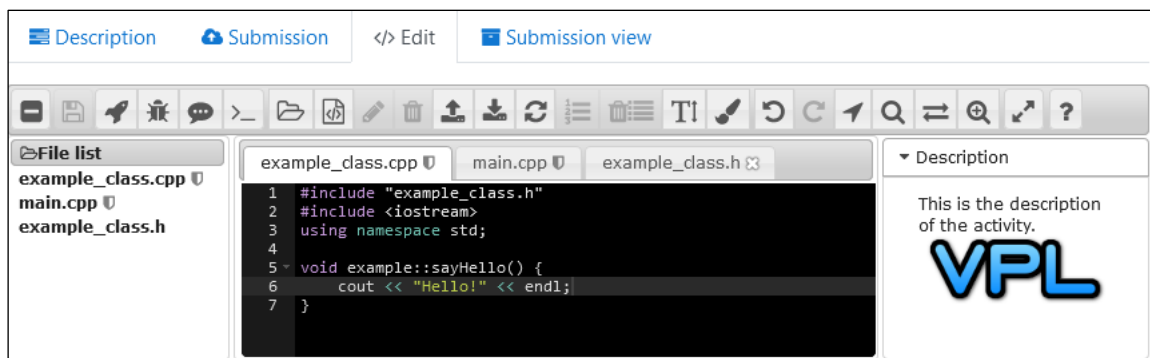 Description Submission </> Edit Submission view
>_ </> T ?
File list
example_class.cpp
main.cpp
example_class.h
example_class.cpp main.cpp example_class.h
1 #include "example_class.h"
2 #include <iostream>
3 using namespace std;
4
5 void example::sayHello() {
6     cout << "Hello!" << endl;
7 }
Description
This is the description
of the activity.
VPL